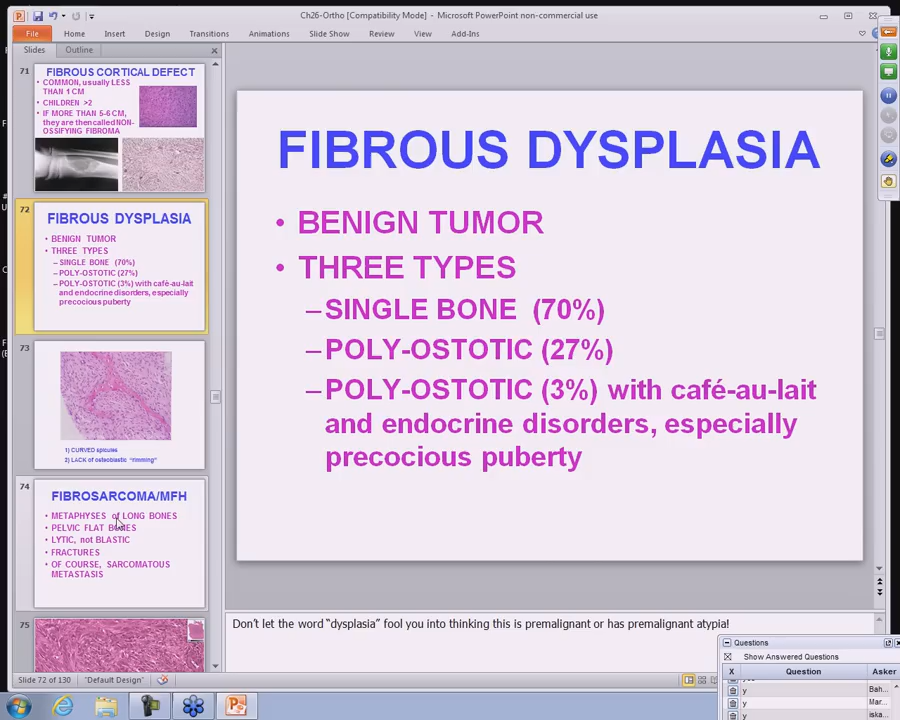 Ch26-Ortho [Compatibility Mode] - Microsoft PowerPoint non-commercial use
File Home Insert Design Transitions Animations Slide Show Review View Add-Ins
Slides Outline
71
FIBROUS CORTICAL DEFECT
• COMMON, usually LESS
THAN 1 CM
• CHILDREN >2
• IF MORE THAN 5-6 CM,
they are then called NON-
OSSIFYING FIBROMA
72
FIBROUS DYSPLASIA
• BENIGN TUMOR
• THREE TYPES
– SINGLE BONE (70%)
– POLY-OSTOTIC (27%)
– POLY-OSTOTIC (3%) with café-au-lait
and endocrine disorders, especially
precocious puberty
73
1) CURVED spicules
2) LACK of osteoblastic "rimming"
74
FIBROSARCOMA/MFH
• METAPHYSES of LONG BONES
• PELVIC FLAT BONES
• LYTIC, not BLASTIC
• FRACTURES
• OF COURSE, SARCOMATOUS
METASTASIS
75
FIBROUS DYSPLASIA
• BENIGN TUMOR
• THREE TYPES
–SINGLE BONE (70%)
–POLY-OSTOTIC (27%)
–POLY-OSTOTIC (3%) with café-au-lait
and endocrine disorders, especially
precocious puberty
Don't let the word "dysplasia" fool you into thinking this is premalignant or has premalignant atypia!
Questions
Show Answered Questions
X Question Asker
Bah...
y Mar...
y iska...
Slide 72 of 130 "Default Design"